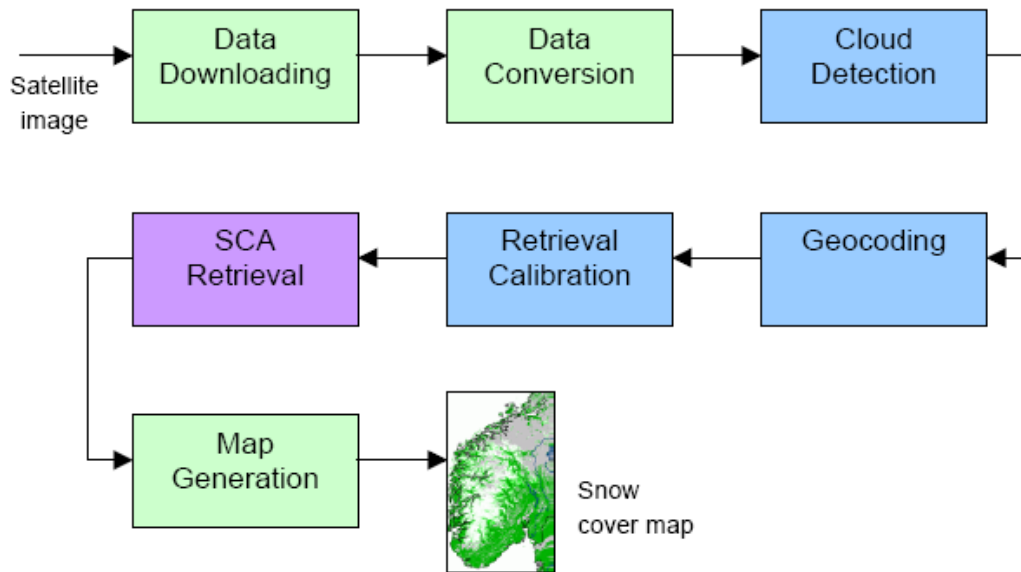 Data
Downloading
Data
Conversion
Cloud
Detection
Satellite
image
SCA
Retrieval
Retrieval
Calibration
Geocoding
Map
Generation
Snow
cover map